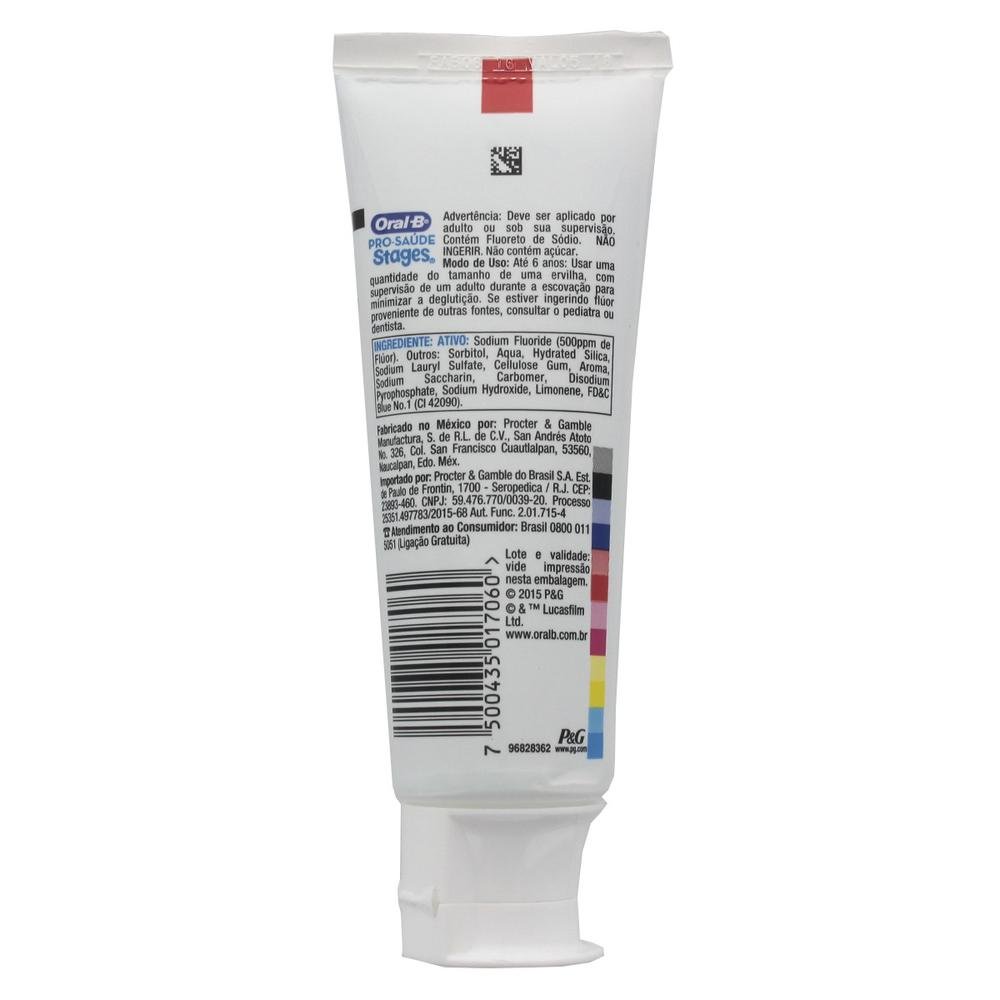 Oral-B
PRO-SAÚDE
Stages®
Advertência: Deve ser aplicado por
adulto ou sob sua supervisão.
Contém Fluoreto de Sódio. NÃO
INGERIR. Não contém açúcar.
Modo de Uso: Até 6 anos: Usar uma
quantidade do tamanho de uma ervilha, com
supervisão de um adulto durante a escovação para
minimizar a deglutição. Se estiver ingerindo flúor
proveniente de outras fontes, consultar o pediatra ou
dentista.
INGREDIENTE: ATIVO: Sodium Fluoride (500ppm de
Flúor). Outros: Sorbitol, Aqua, Hydrated Silica,
Sodium Lauryl Sulfate, Cellulose Gum, Aroma,
Sodium Saccharin, Carbomer, Disodium
Pyrophosphate, Sodium Hydroxide, Limonene, FD&C
Blue No.1 (CI 42090).
Fabricado no México por: Procter & Gamble
Manufactura, S. de R.L. de C.V., San Andrés Atoto
No. 326, Col. San Francisco Cuautlalpan, 53560,
Naucalpan, Edo. Méx.
Importado por: Procter & Gamble do Brasil S.A. Est.
de Paulo de Frontin, 1700 - Seropedica / R.J. CEP:
23893-460. CNPJ: 59.476.770/0039-20. Processo
25351.497783/2015-68 Aut. Func. 2.01.715-4
☎Atendimento ao Consumidor: Brasil 0800 011
5051 (Ligação Gratuita)
Lote e validade:
vide impressão
nesta embalagem.
© 2015 P&G
© & ™ Lucasfilm
Ltd.
www.oralb.com.br
7 500435 017060 >
P&G
96828362 www.pg.com